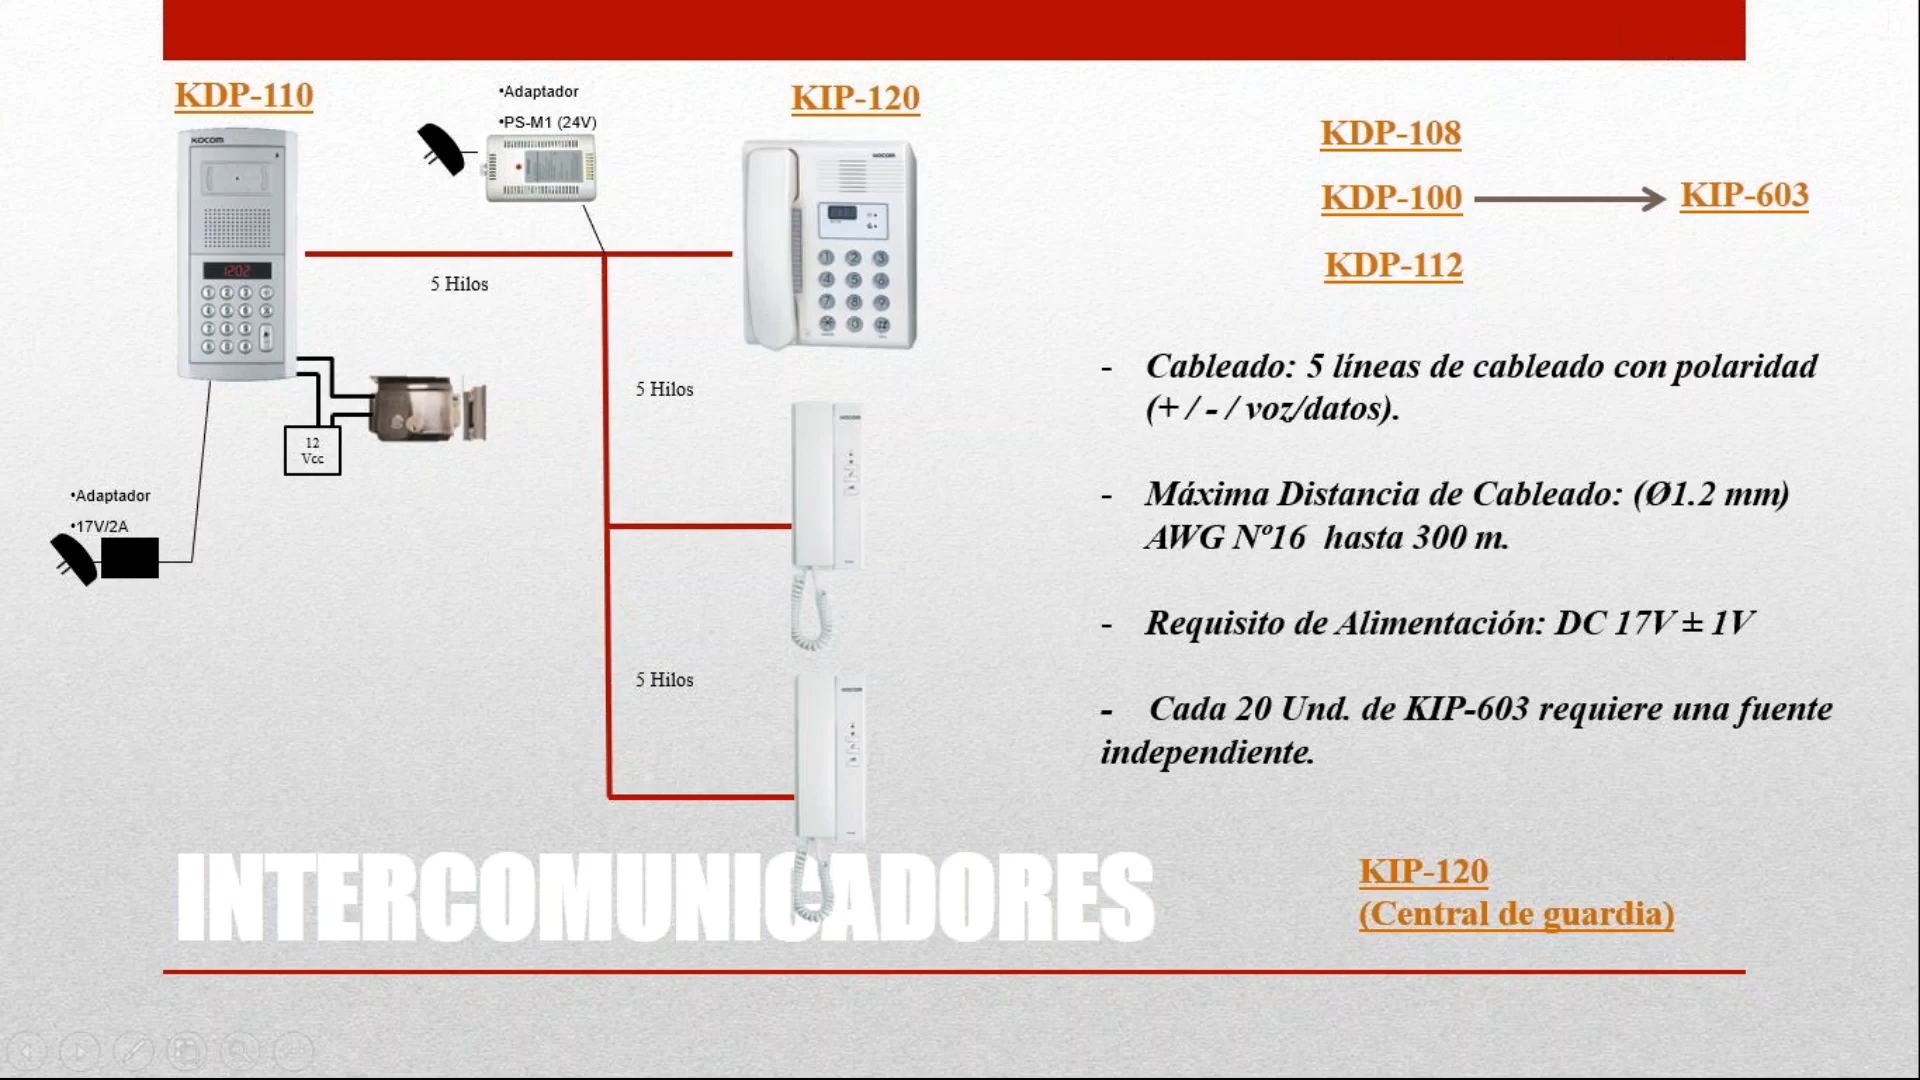 KDP-110
•Adaptador
•PS-M1 (24V)
KIP-120
KOCOM
KOCOM
1202
5 Hilos
5 Hilos
12
Vcc
•Adaptador
•17V/2A
5 Hilos
INTERCOMUNICADORES
KDP-108
KDP-100
KIP-603
KDP-112
- Cableado: 5 líneas de cableado con polaridad
(+ / - / voz/datos).
- Máxima Distancia de Cableado: (Ø1.2 mm)
AWG Nº16 hasta 300 m.
- Requisito de Alimentación: DC 17V ± 1V
- Cada 20 Und. de KIP-603 requiere una fuente
independiente.
KIP-120
(Central de guardia)